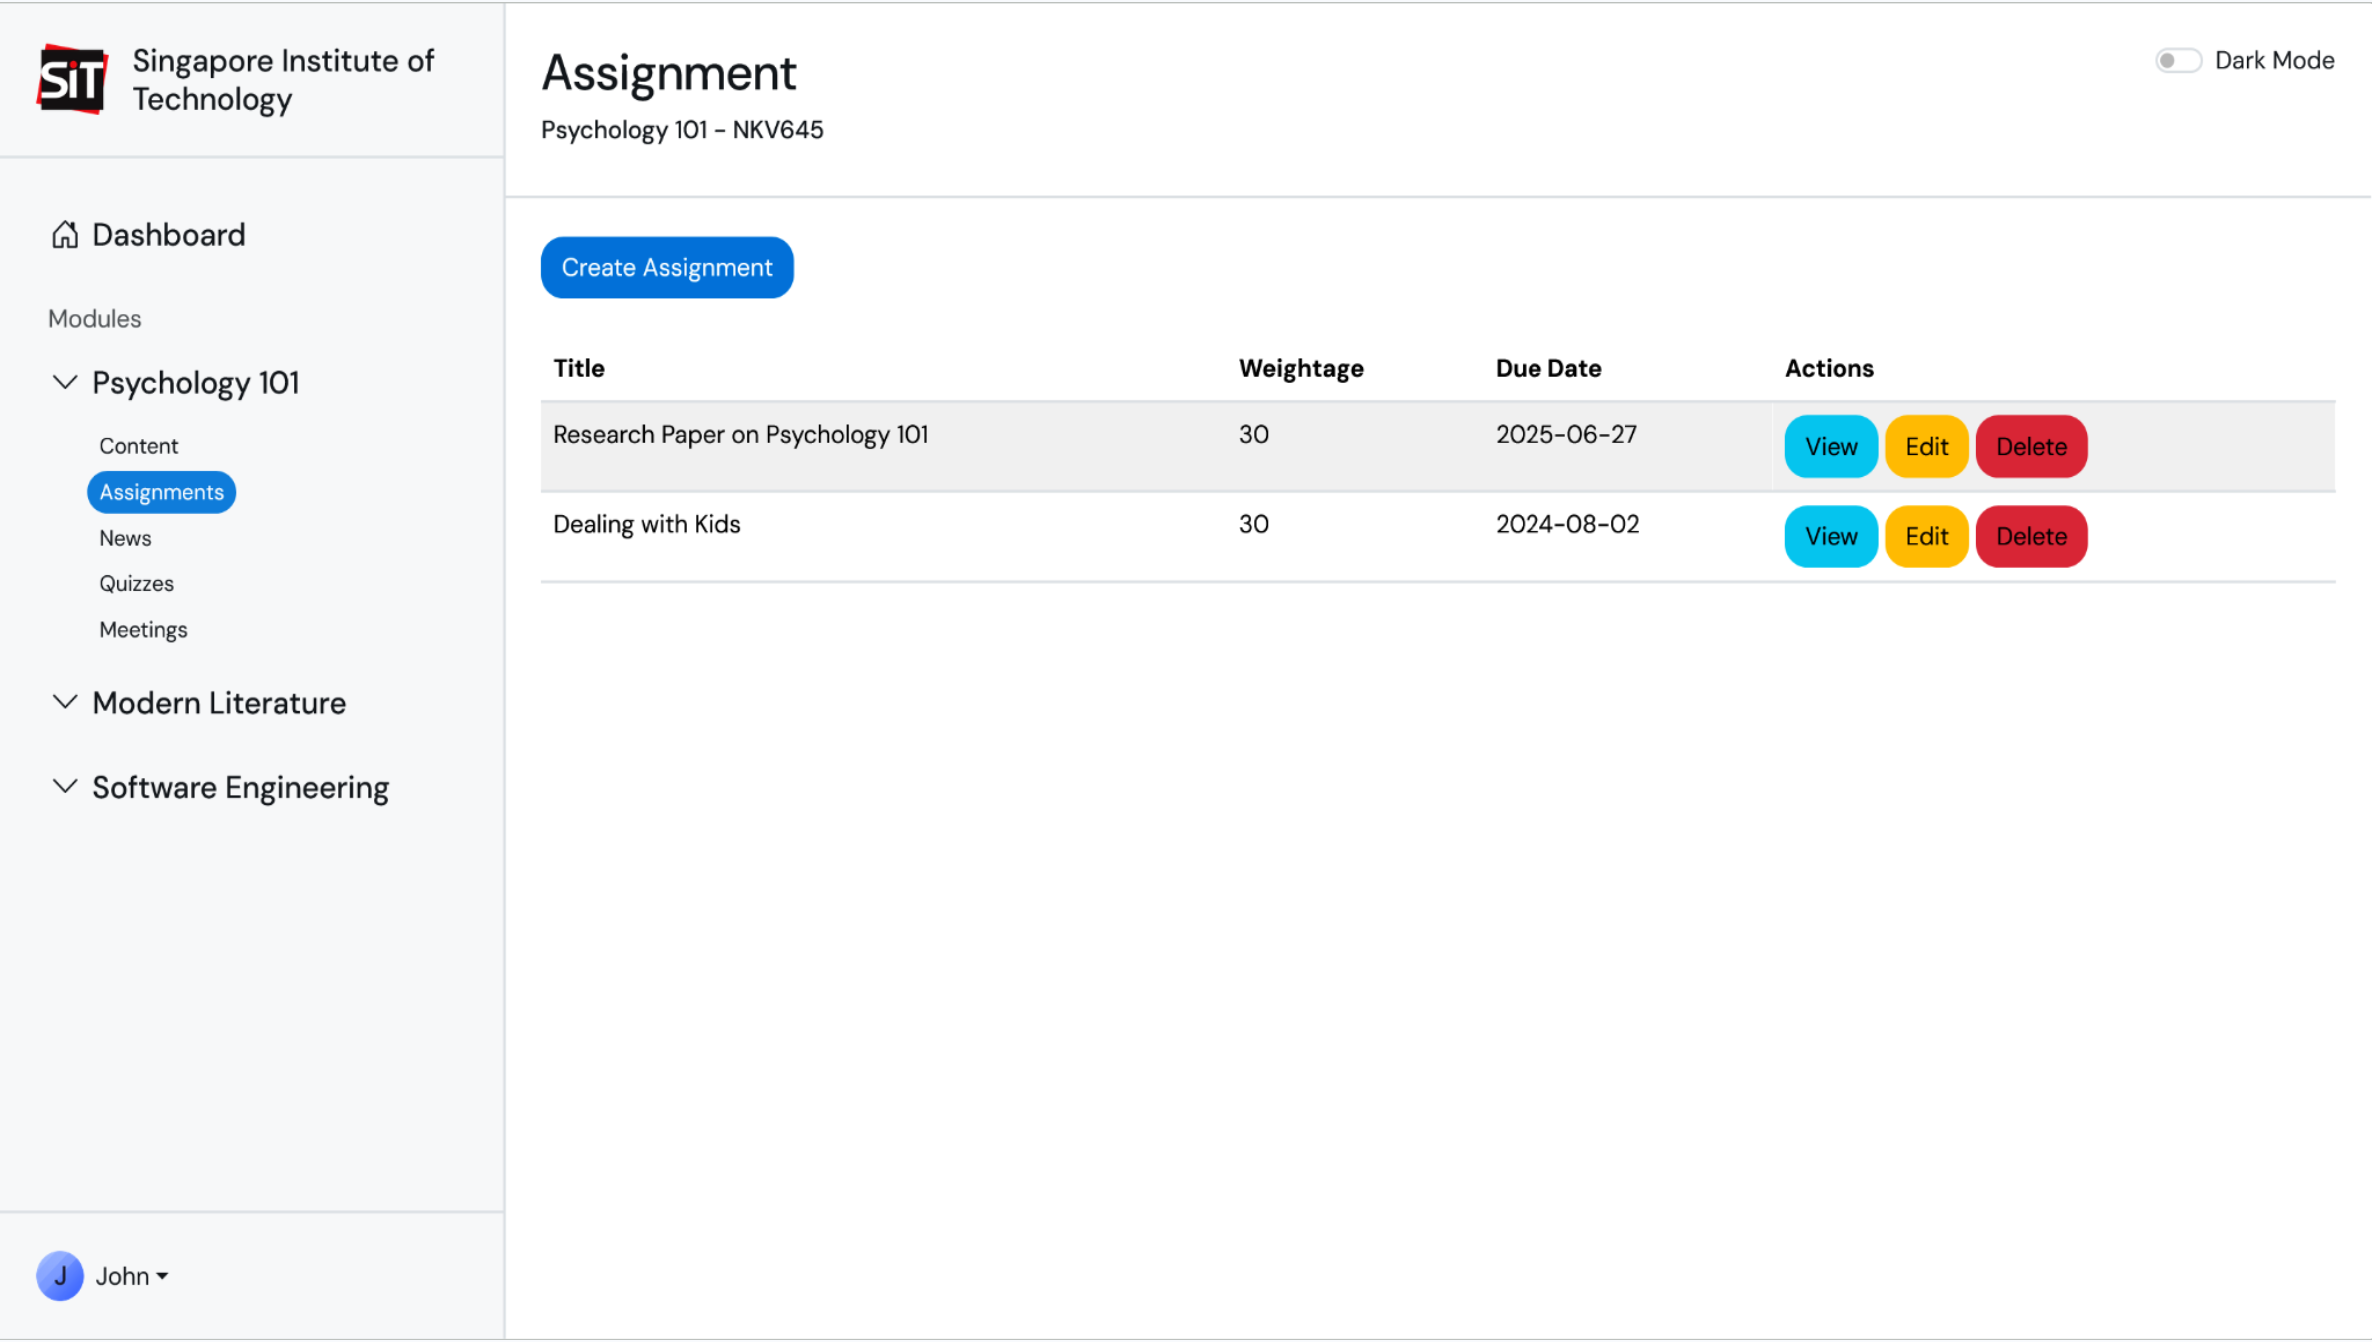 SiT
Singapore Institute of
Technology
Dashboard
Modules
Psychology 101
Content
Assignments
News
Quizzes
Meetings
Modern Literature
Software Engineering
J
John
Assignment
Psychology 101 - NKV645
Dark Mode
Create Assignment
Title Weightage Due Date Actions
Research Paper on Psychology 101 30 2025-06-27 View Edit Delete
Dealing with Kids 30 2024-08-02 View Edit Delete